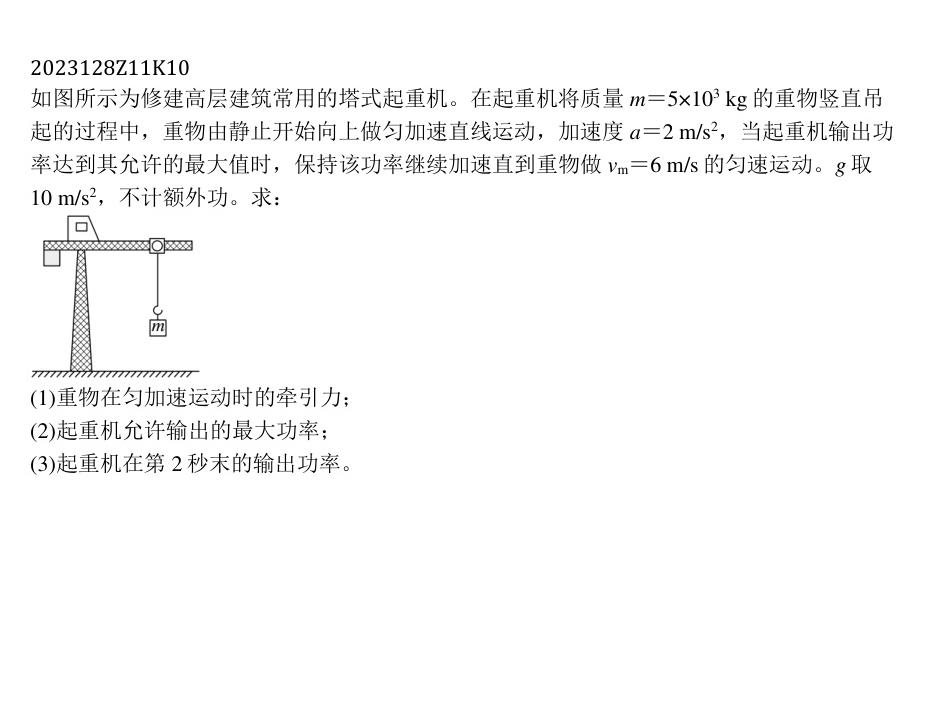 2023128Z11K10
如图所示为修建高层建筑常用的塔式起重机。在起重机将质量 m＝5×10³ kg 的重物竖直吊
起的过程中，重物由静止开始向上做匀加速直线运动，加速度 a＝2 m/s²，当起重机输出功
率达到其允许的最大值时，保持该功率继续加速直到重物做 vₘ＝6 m/s 的匀速运动。g 取
10 m/s²，不计额外功。求：
m
(1)重物在匀加速运动时的牵引力；
(2)起重机允许输出的最大功率；
(3)起重机在第 2 秒末的输出功率。